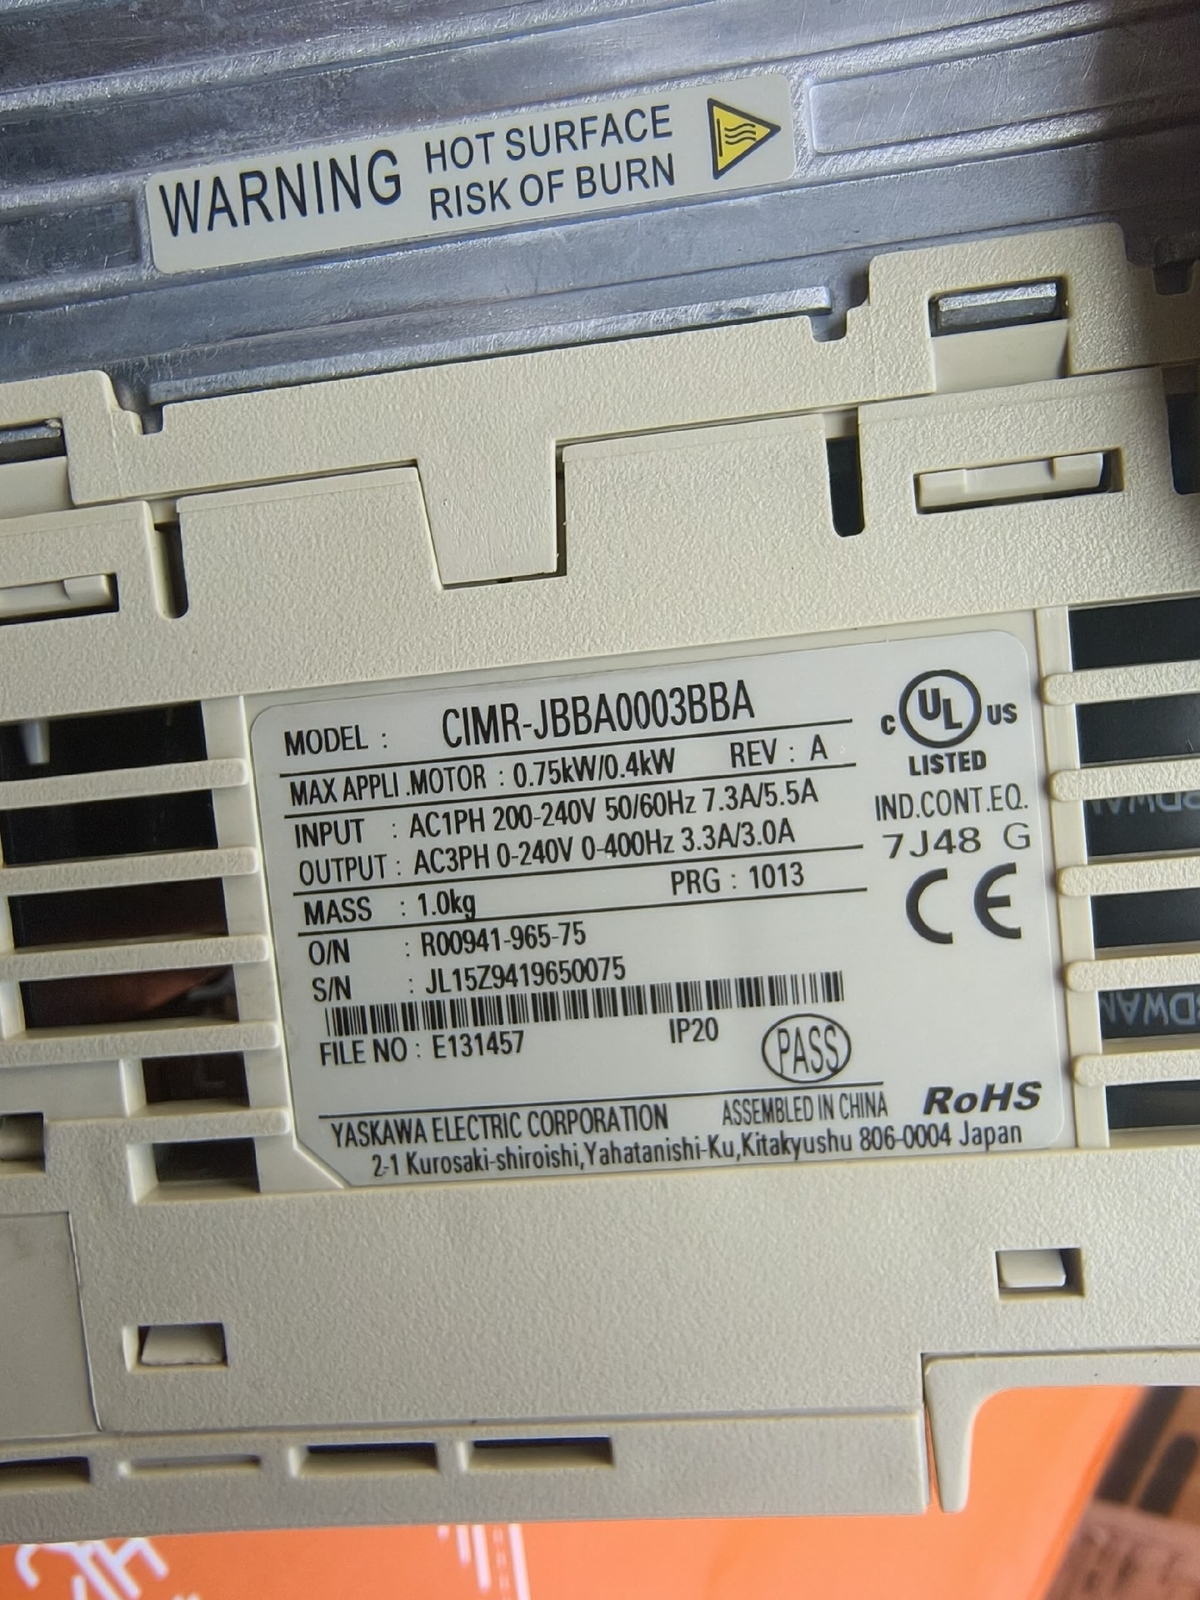 WARNING HOT SURFACE
RISK OF BURN
MODEL : CIMR-JBBA0003BBA
MAX APPLI .MOTOR : 0.75kW/0.4kW REV : A
INPUT : AC1PH 200-240V 50/60Hz 7.3A/5.5A
OUTPUT : AC3PH 0-240V 0-400Hz 3.3A/3.0A
MASS : 1.0kg PRG : 1013
O/N : R00941-965-75
S/N : JL15Z9419650075
FILE NO : E131457 IP20 PASS
YASKAWA ELECTRIC CORPORATION ASSEMBLED IN CHINA
2-1 Kurosaki-shiroishi,Yahatanishi-Ku,Kitakyushu 806-0004 Japan
C UL US
LISTED
IND.CONT.EQ.
7J48 G
CE
RoHS